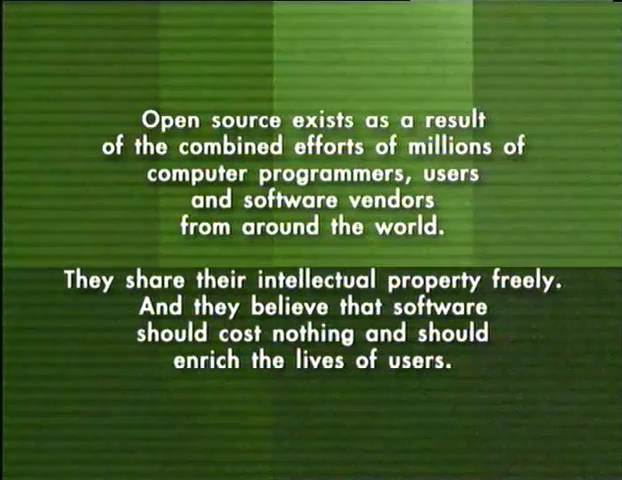 Open source exists as a result
of the combined efforts of millions of
computer programmers, users
and software vendors
from around the world.
They share their intellectual property freely.
And they believe that software
should cost nothing and should
enrich the lives of users.